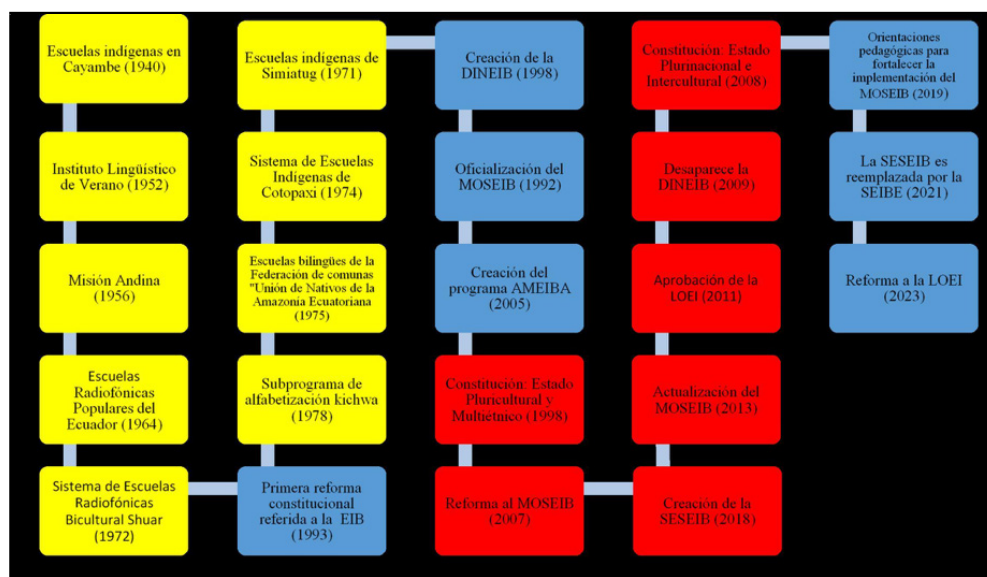 Escuelas indígenas en
Cayambe (1940)
Instituto Lingüístico
de Verano (1952)
Misión Andina
(1956)
Escuelas
Radiofónicas
Populares del
Ecuador (1964)
Sistema de Escuelas
Radiofónicas
Bicultural Shuar
(1972)
Escuelas indígenas de
Simiatug (1971)
Sistema de Escuelas
Indígenas de
Cotopaxi (1974)
Escuelas bilingües de la
Federación de comunas
"Unión de Nativos de la
Amazonía Ecuatoriana
(1975)
Subprograma de
alfabetización kichwa
(1978)
Primera reforma
constitucional
referida a la EIB
(1993)
Creación de la
DINEIB (1998)
Oficialización del
MOSEIB (1992)
Creación del
programa AMEIBA
(2005)
Constitución: Estado
Pluricultural y
Multiétnico (1998)
Reforma al MOSEIB
(2007)
Constitución: Estado
Plurinacional e
Intercultural (2008)
Desaparece la
DINEIB (2009)
Aprobación de la
LOEI (2011)
Actualización del
MOSEIB (2013)
Creación de la
SESEIB (2018)
Orientaciones
pedagógicas para
fortalecer la
implementación del
MOSEIB (2019)
La SESEIB es
reemplazada por la
SEIBE (2021)
Reforma a la LOEI
(2023)